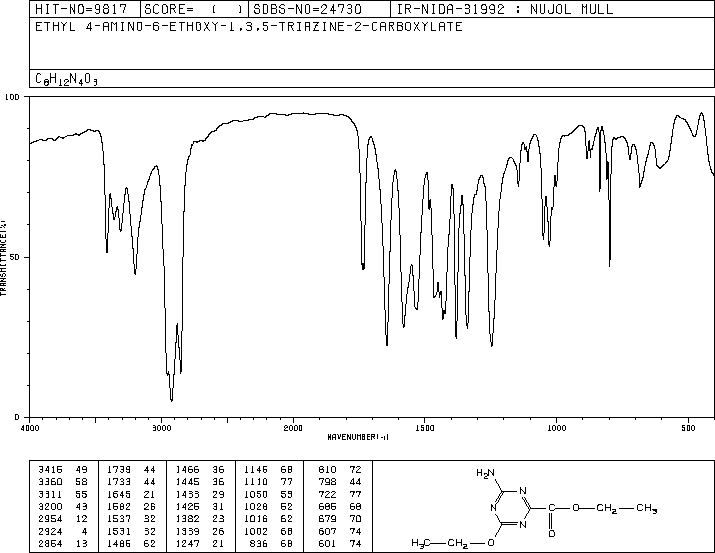 HIT-NO=9817 SCORE= ( ) SDBS-NO=24730 IR-NIDA-31992 : NUJOL MULL
ETHYL 4-AMINO-6-ETHOXY-1,3,5-TRIAZINE-2-CARBOXYLATE
C8H12N4O3
100
50
0
TRANSMITTANCE(%)
4000 3000 2000 1500 1000 500
WAVENUMBER(-1)
3415 49 1739 44 1466 36 1145 68 810 72
3360 58 1733 44 1445 36 1110 77 798 44
3311 55 1645 21 1433 29 1050 53 722 77
3200 43 1582 26 1425 31 1028 52 685 68
2954 12 1537 32 1382 23 1016 62 679 70
2924 4 1531 32 1339 26 1002 68 607 74
2854 13 1485 62 1247 21 836 68 601 74
H2N
N N
N
C—O—CH2—CH3
O
H3C—CH2—O